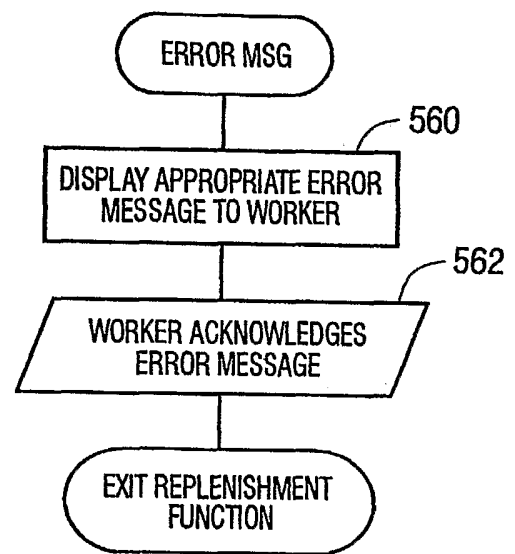 ERROR MSG
560
DISPLAY APPROPRIATE ERROR
MESSAGE TO WORKER
562
WORKER ACKNOWLEDGES
ERROR MESSAGE
EXIT REPLENISHMENT
FUNCTION